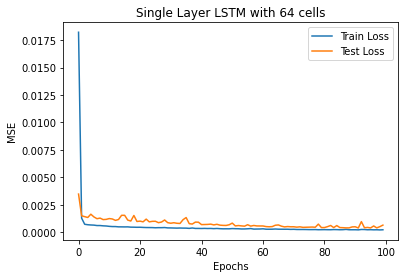 Single Layer LSTM with 64 cells
Train Loss
Test Loss
MSE
0.0175
0.0150
0.0125
0.0100
0.0075
0.0050
0.0025
0.0000
0 20 40 60 80 100
Epochs